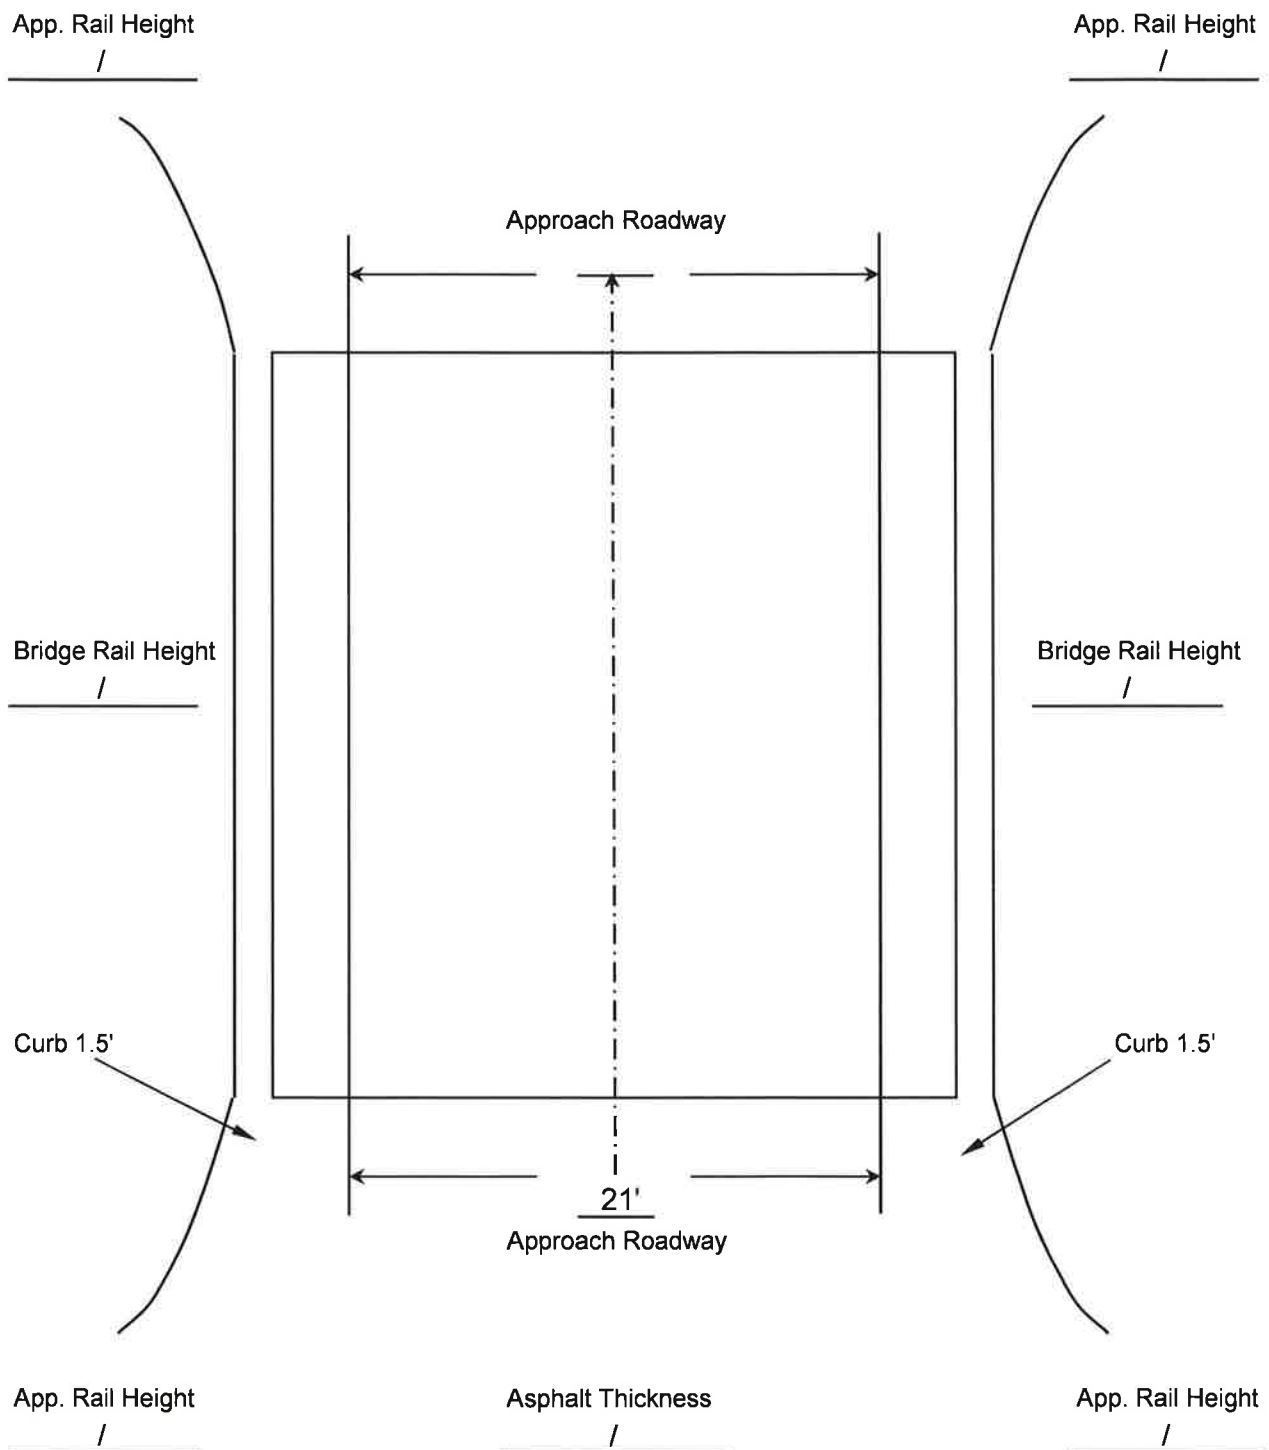 App. Rail Height App. Rail Height
/ /
Approach Roadway
Bridge Rail Height Bridge Rail Height
/ /
Curb 1.5' Curb 1.5'
21'
Approach Roadway
App. Rail Height Asphalt Thickness App. Rail Height
/ / /